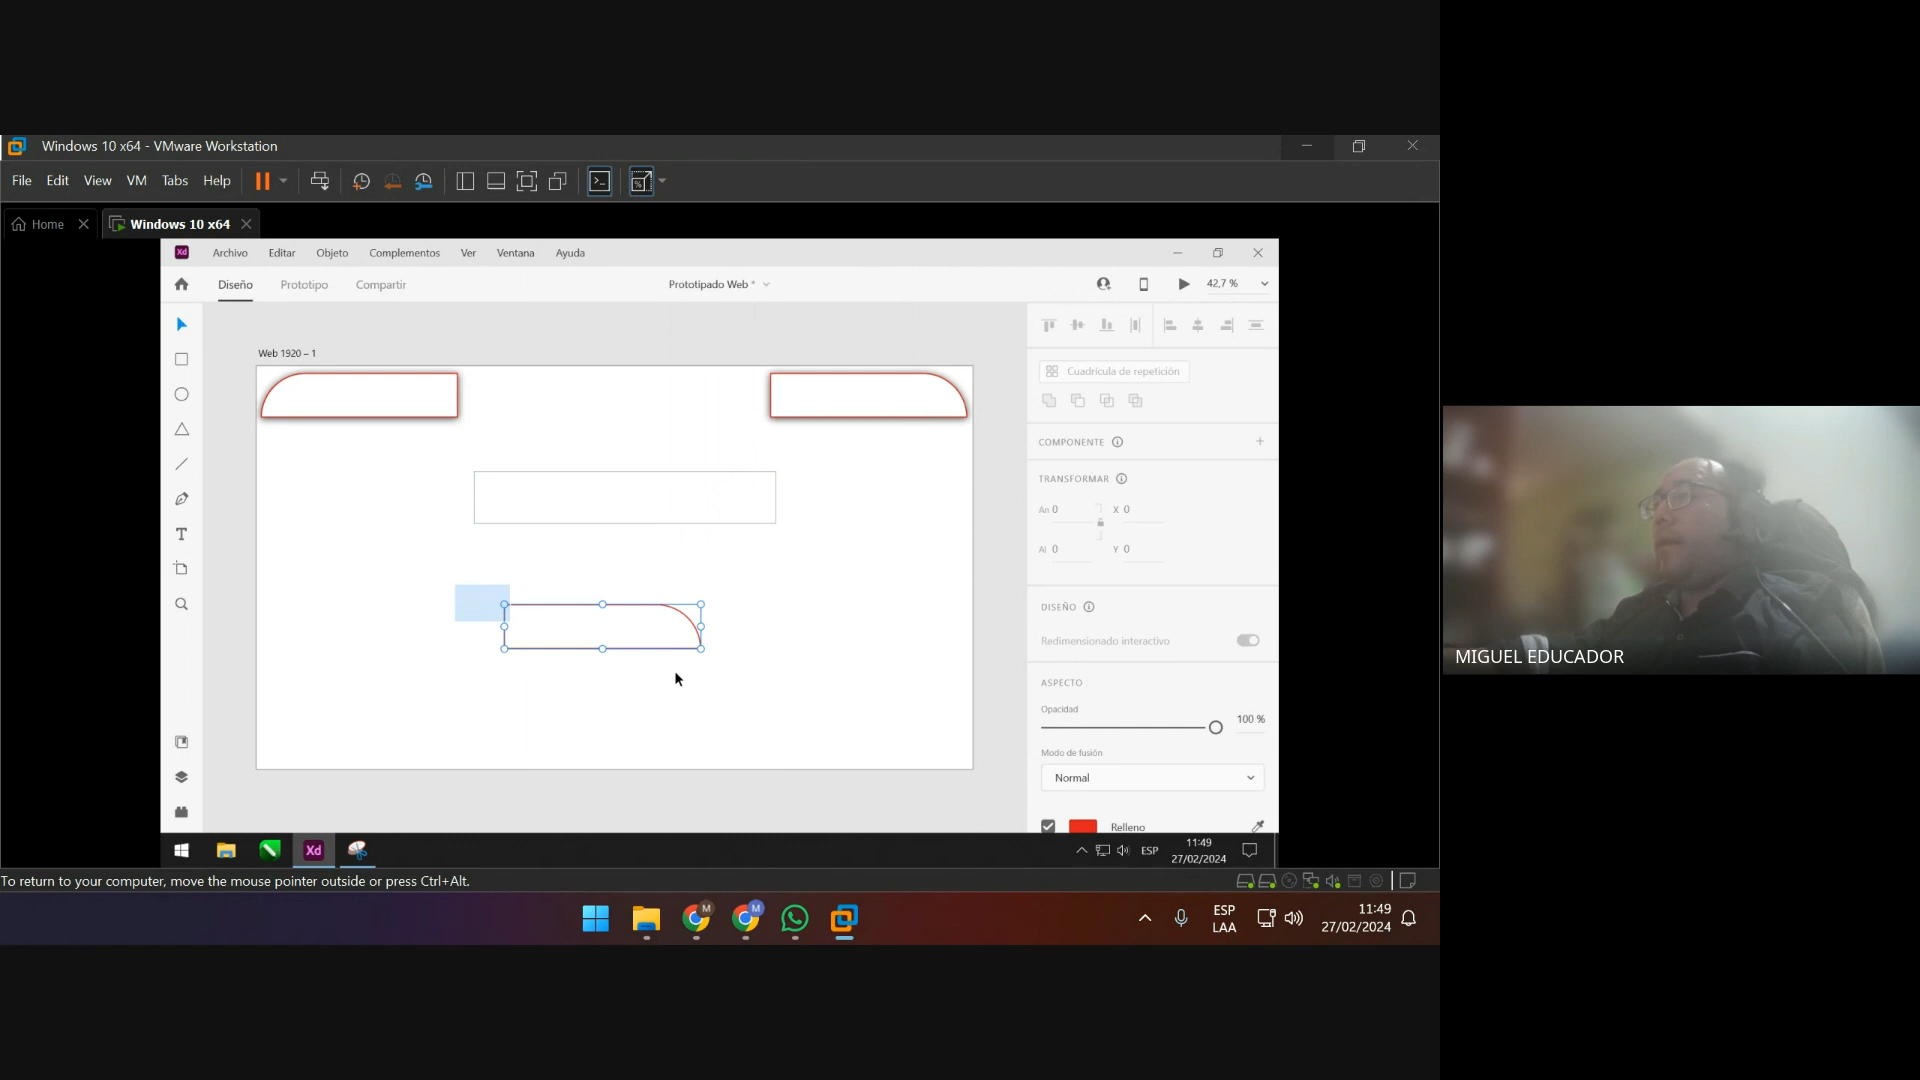 Windows 10 x64 - VMware Workstation
File Edit View VM Tabs Help
Home
Windows 10 x64
Xd Archivo Editar Objeto Complementos Ver Ventana Ayuda
Diseño Prototipo Compartir
Prototipado Web *
42,7 %
Web 1920 – 1
Cuadrícula de repetición
COMPONENTE
TRANSFORMAR
An 0 X 0
Al 0 Y 0
DISEÑO
Redimensionado interactivo
ASPECTO
Opacidad
100 %
Modo de fusión
Normal
Relleno
T
Xd
ESP
11:49
27/02/2024
To return to your computer, move the mouse pointer outside or press Ctrl+Alt.
M
M
ESP
LAA
11:49
27/02/2024
MIGUEL EDUCADOR